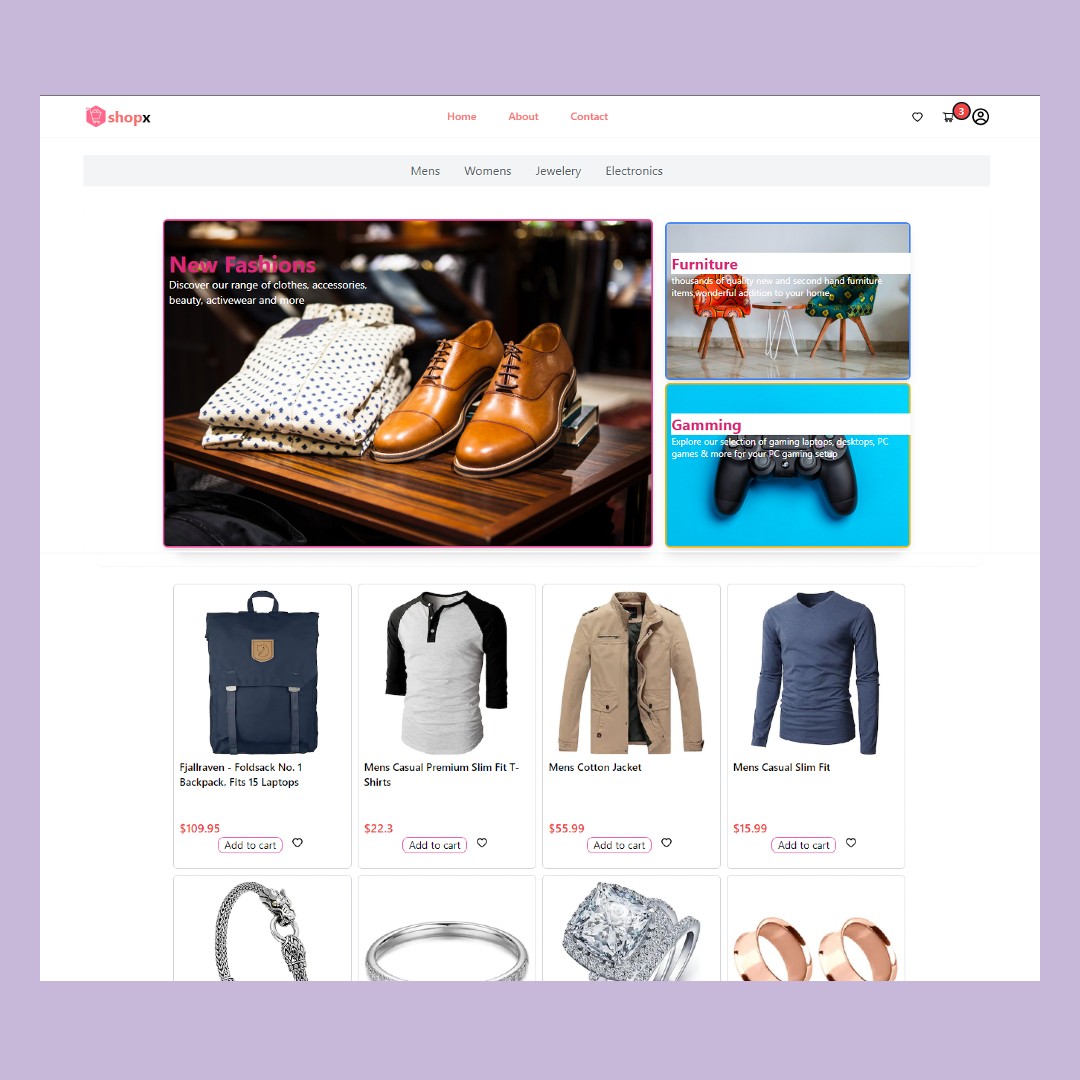 shopx
Home About Contact
3
Mens Womens Jewelery Electronics
New Fashions
Discover our range of clothes, accessories,
beauty, activewear and more
Furniture
thousands of quality new and second hand furniture
items,wonderful addition to your home.
Gamming
Explore our selection of gaming laptops, desktops, PC
games & more for your PC gaming setup
Fjallraven - Foldsack No. 1
Backpack, Fits 15 Laptops
$109.95
Add to cart
Mens Casual Premium Slim Fit T-
Shirts
$22.3
Add to cart
Mens Cotton Jacket
$55.99
Add to cart
Mens Casual Slim Fit
$15.99
Add to cart